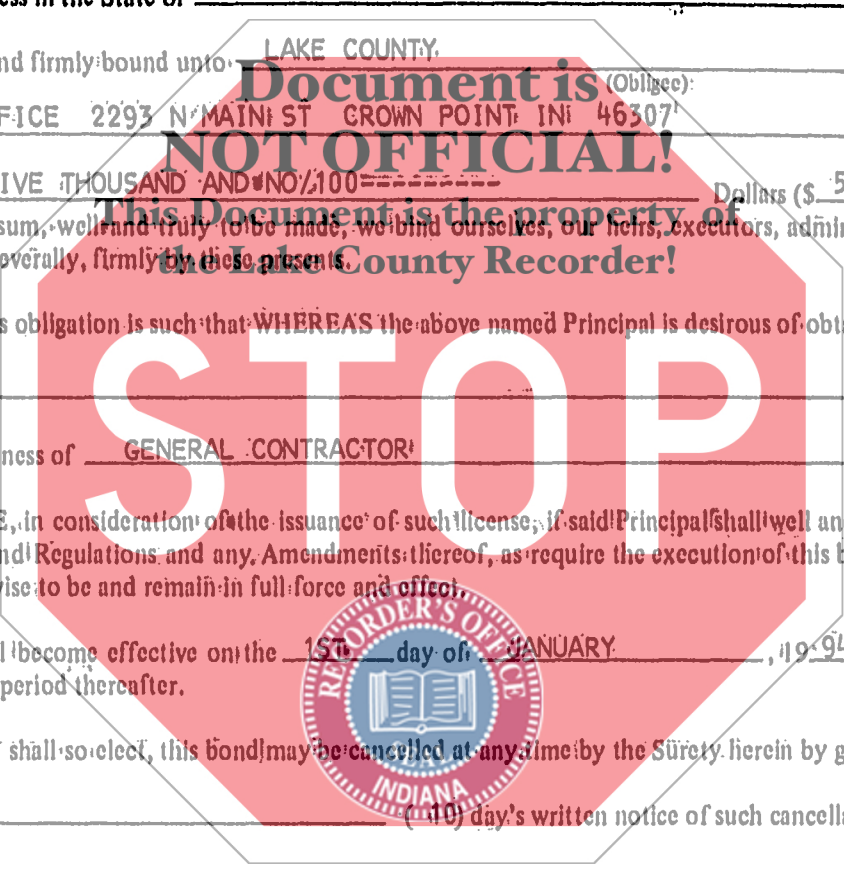 ess in the State of
nd firmly bound unto LAKE COUNTY
Document is
(Obligee)
FICE 2293 N MAIN ST CROWN POINT IN 46307
NOT OFFICIAL!
IVE THOUSAND AND NO/100---------- Dollars ($ 5
This Document is the property of
sum, well and truly to be made, we bind ourselves, our heirs, executors, admin
the Lake County Recorder!
everally, firmly by these presents.
s obligation is such that WHEREAS the above named Principal is desirous of obt
STOP
ness of GENERAL CONTRACTOR
E, in consideration of the issuance of such license, if said Principal shall well an
nd Regulations and any Amendments thereof, as require the execution of this b
vise to be and remain in full force and effect.
l become effective on the 1ST day of JANUARY, 19 94
period thereafter.
RECORDER'S OFFICE
shall so elect, this bond may be cancelled at any time by the Surety herein by g
SEAL
INDIANA
(10) day's written notice of such cancella